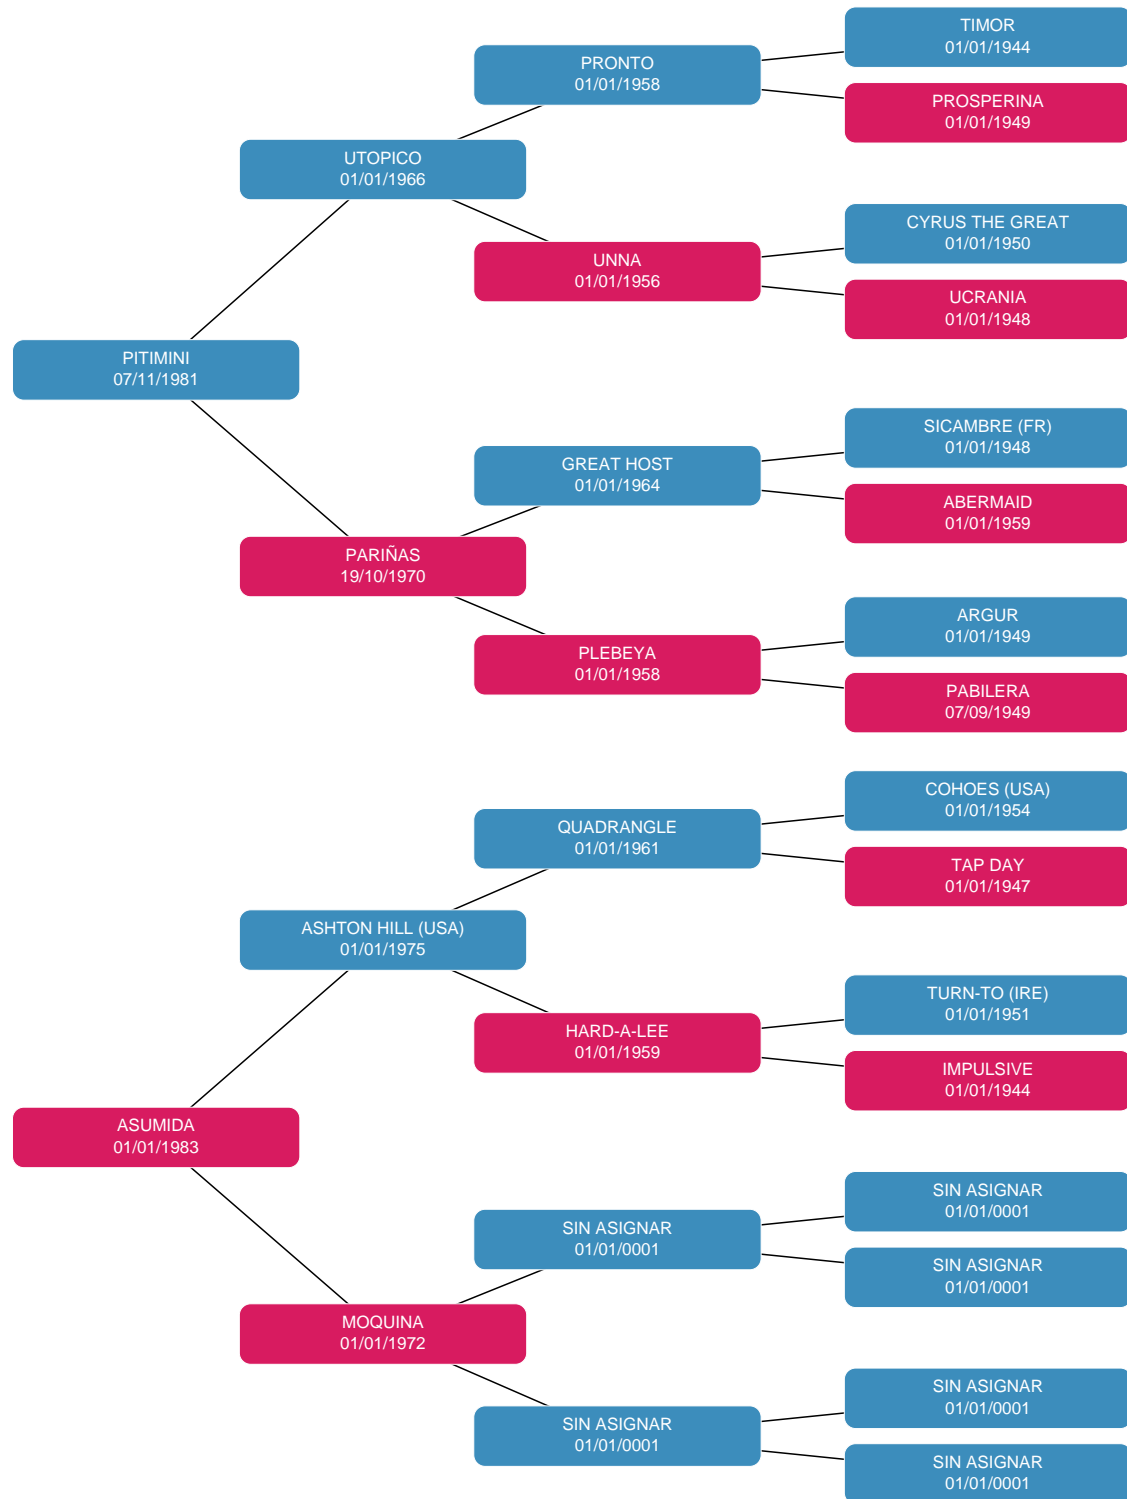 TIMOR
01/01/1944
PRONTO
01/01/1958
PROSPERINA
01/01/1949
UTOPICO
01/01/1966
CYRUS THE GREAT
01/01/1950
UNNA
01/01/1956
UCRANIA
01/01/1948
PITIMINI
07/11/1981
SICAMBRE (FR)
01/01/1948
GREAT HOST
01/01/1964
ABERMAID
01/01/1959
PARIÑAS
19/10/1970
ARGUR
01/01/1949
PLEBEYA
01/01/1958
PABILERA
07/09/1949
COHOES (USA)
01/01/1954
QUADRANGLE
01/01/1961
TAP DAY
01/01/1947
ASHTON HILL (USA)
01/01/1975
TURN-TO (IRE)
01/01/1951
HARD-A-LEE
01/01/1959
IMPULSIVE
01/01/1944
ASUMIDA
01/01/1983
SIN ASIGNAR
01/01/0001
SIN ASIGNAR
01/01/0001
SIN ASIGNAR
01/01/0001
MOQUINA
01/01/1972
SIN ASIGNAR
01/01/0001
SIN ASIGNAR
01/01/0001
SIN ASIGNAR
01/01/0001